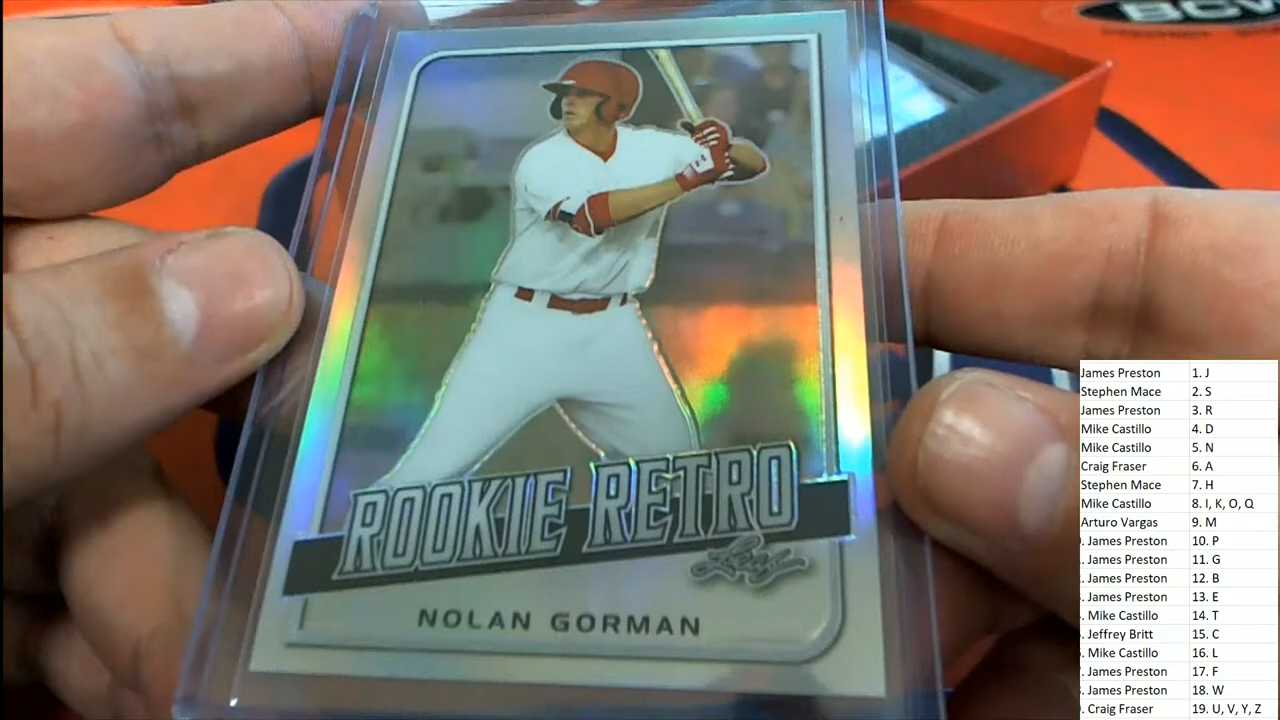 BCW
ROOKIE RETRO
Leaf
NOLAN GORMAN
James Preston 1. J
Stephen Mace 2. S
James Preston 3. R
Mike Castillo 4. D
Mike Castillo 5. N
Craig Fraser 6. A
Stephen Mace 7. H
Mike Castillo 8. I, K, O, Q
Arturo Vargas 9. M
. James Preston 10. P
. James Preston 11. G
. James Preston 12. B
. James Preston 13. E
. Mike Castillo 14. T
. Jeffrey Britt 15. C
. Mike Castillo 16. L
. James Preston 17. F
. James Preston 18. W
. Craig Fraser 19. U, V, Y, Z